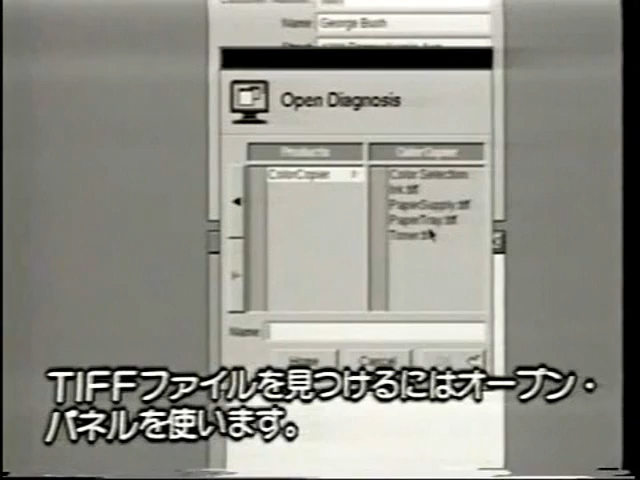 Name: George Bush
Open Diagnosis
Products
ColorCopier
ColorCopier
Color Selection
Ink.tiff
PaperSupply.tiff
PaperTray.tiff
Toner.tiff
Name:
Home
Cancel
OK
TIFFファイルを見つけるにはオープン・
パネルを使います。